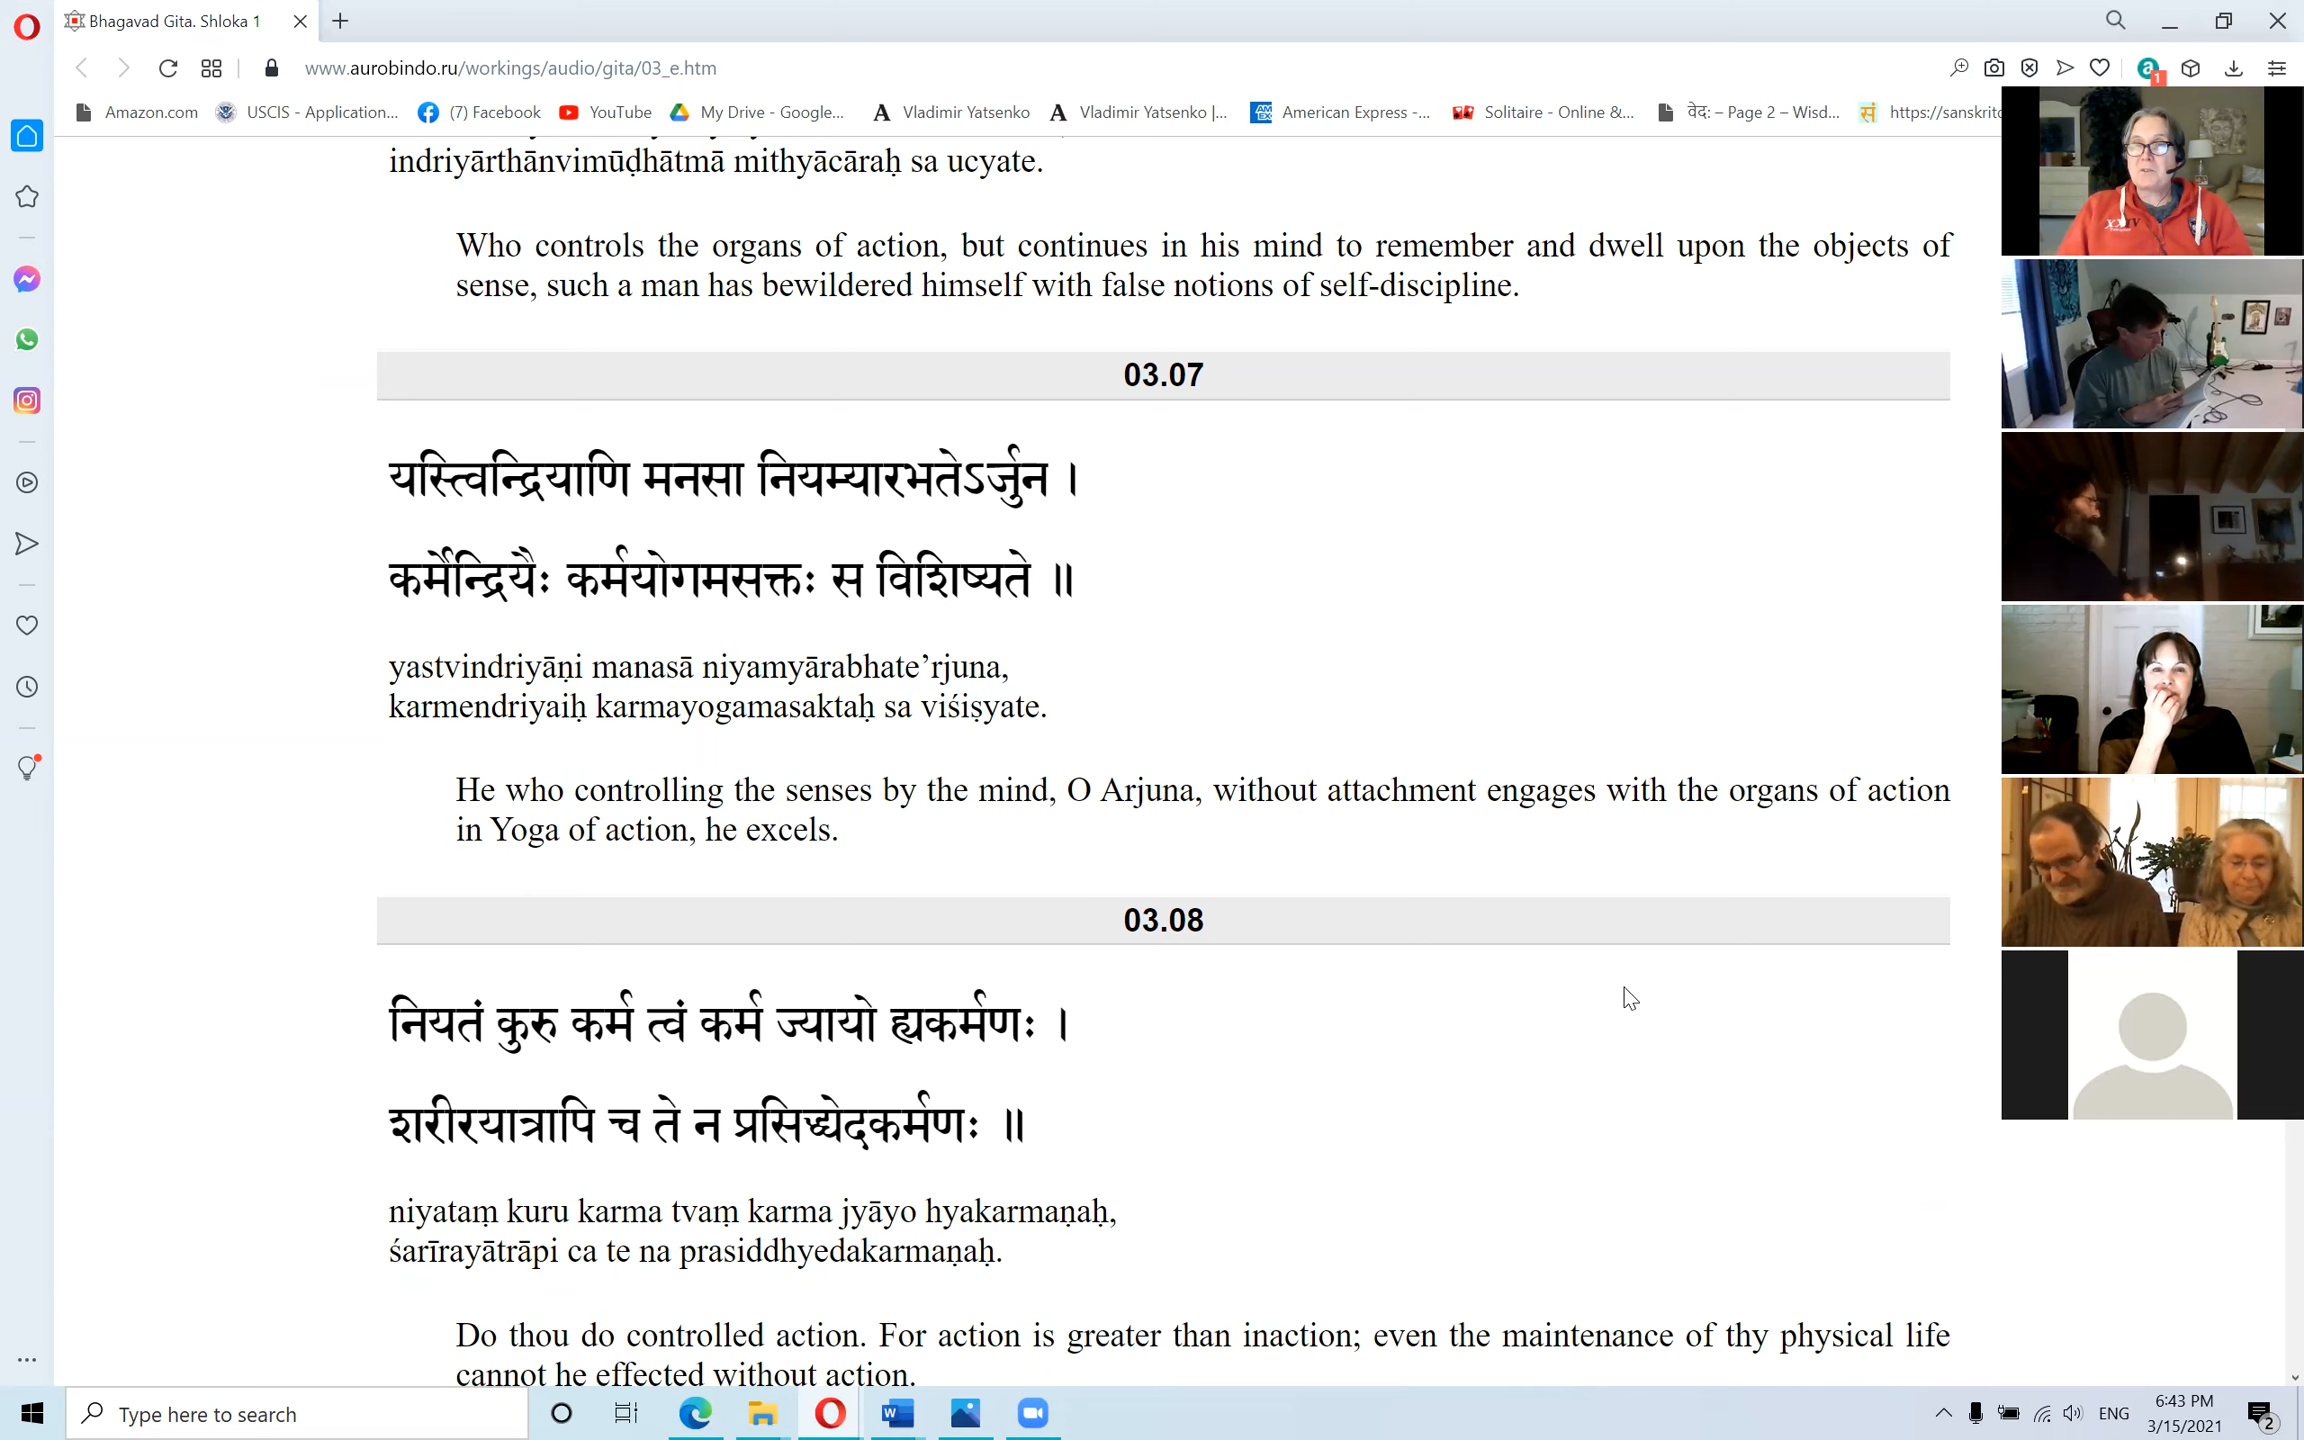 Bhagavad Gita. Shloka 1
www.aurobindo.ru/workings/audio/gita/03_e.htm
1
Amazon.com USCIS - Application... (7) Facebook YouTube My Drive - Google... Vladimir Yatsenko Vladimir Yatsenko |... American Express -... Solitaire - Online &... वेद: – Page 2 – Wisd... https://sanskrit
indriyārthānvimūḍhātmā mithyācāraḥ sa ucyate.
Who controls the organs of action, but continues in his mind to remember and dwell upon the objects of
sense, such a man has bewildered himself with false notions of self-discipline.
03.07
यस्त्विन्द्रियाणि मनसा नियम्यारभतेऽर्जुन ।
कर्मेन्द्रियैः कर्मयोगमसक्तः स विशिष्यते ॥
yastvindriyāṇi manasā niyamyārabhate’rjuna,
karmendriyaiḥ karmayogamasaktaḥ sa viśiṣyate.
He who controlling the senses by the mind, O Arjuna, without attachment engages with the organs of action
in Yoga of action, he excels.
03.08
नियतं कुरु कर्म त्वं कर्म ज्यायो ह्यकर्मणः ।
शरीरयात्रापि च ते न प्रसिद्ध्येदकर्मणः ॥
niyataṃ kuru karma tvaṃ karma jyāyo hyakarmaṇaḥ,
śarīrayātrāpi ca te na prasiddhyedakarmaṇaḥ.
Do thou do controlled action. For action is greater than inaction; even the maintenance of thy physical life
cannot he effected without action.
Type here to search
ENG
6:43 PM
3/15/2021
2